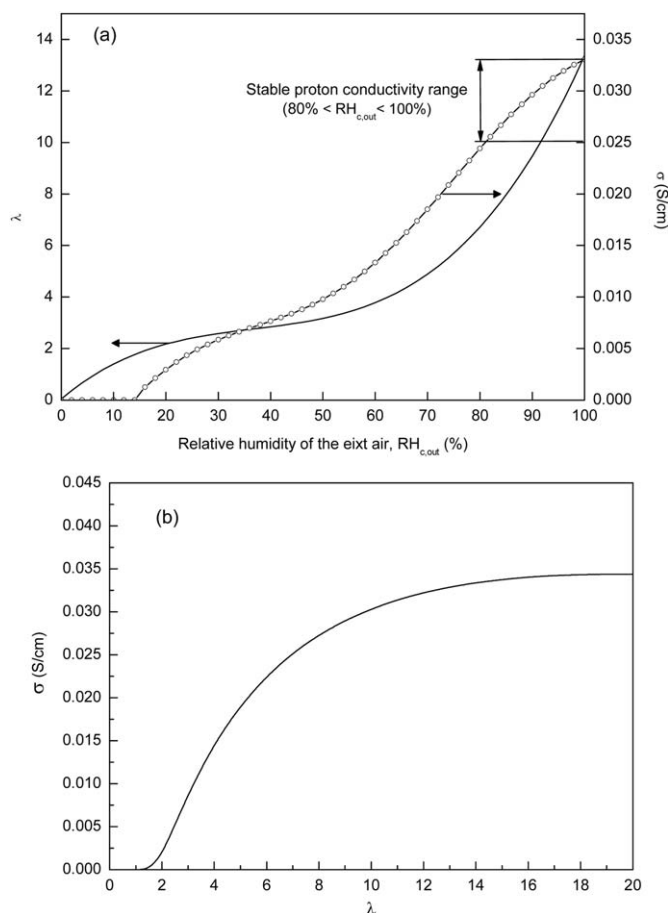 (a)
14
12
10
8
6
4
2
0
λ
Stable proton conductivity range
(80% < RH_c,out < 100%)
0.035
0.030
0.025
0.020
0.015
0.010
0.005
0.000
σ (S/cm)
0 10 20 30 40 50 60 70 80 90 100
Relative humidity of the eixt air, RH_c,out (%)
(b)
0.045
0.040
0.035
0.030
0.025
0.020
0.015
0.010
0.005
0.000
σ (S/cm)
0 2 4 6 8 10 12 14 16 18 20
λ